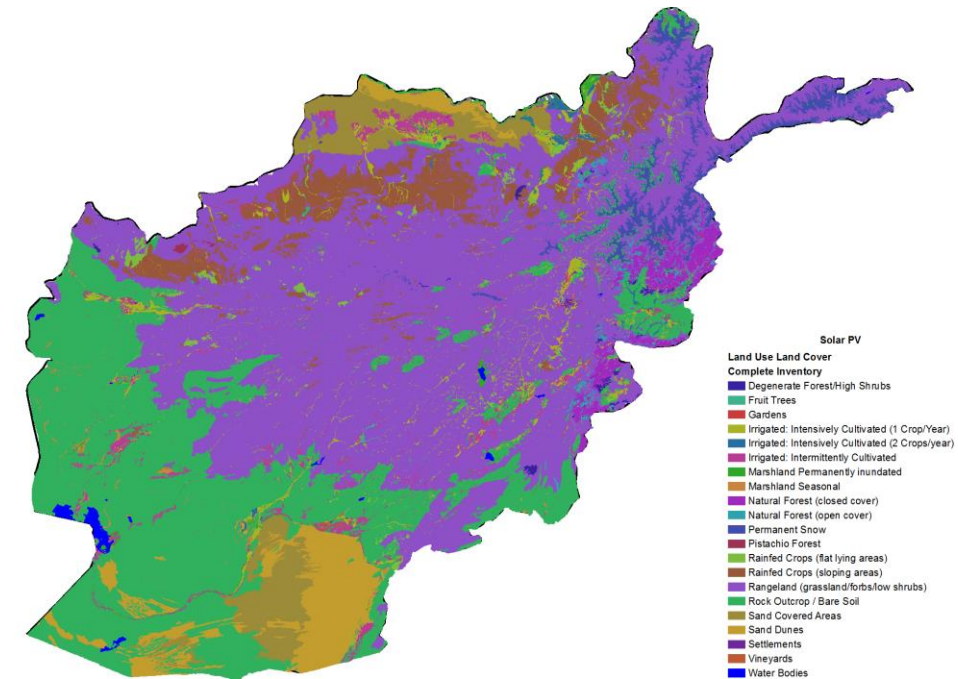 Solar PV
Land Use Land Cover
Complete Inventory
Degenerate Forest/High Shrubs
Fruit Trees
Gardens
Irrigated: Intensively Cultivated (1 Crop/Year)
Irrigated: Intensively Cultivated (2 Crops/year)
Irrigated: Intermittently Cultivated
Marshland Permanently inundated
Marshland Seasonal
Natural Forest (closed cover)
Natural Forest (open cover)
Permanent Snow
Pistachio Forest
Rainfed Crops (flat lying areas)
Rainfed Crops (sloping areas)
Rangeland (grassland/forbs/low shrubs)
Rock Outcrop / Bare Soil
Sand Covered Areas
Sand Dunes
Settlements
Vineyards
Water Bodies